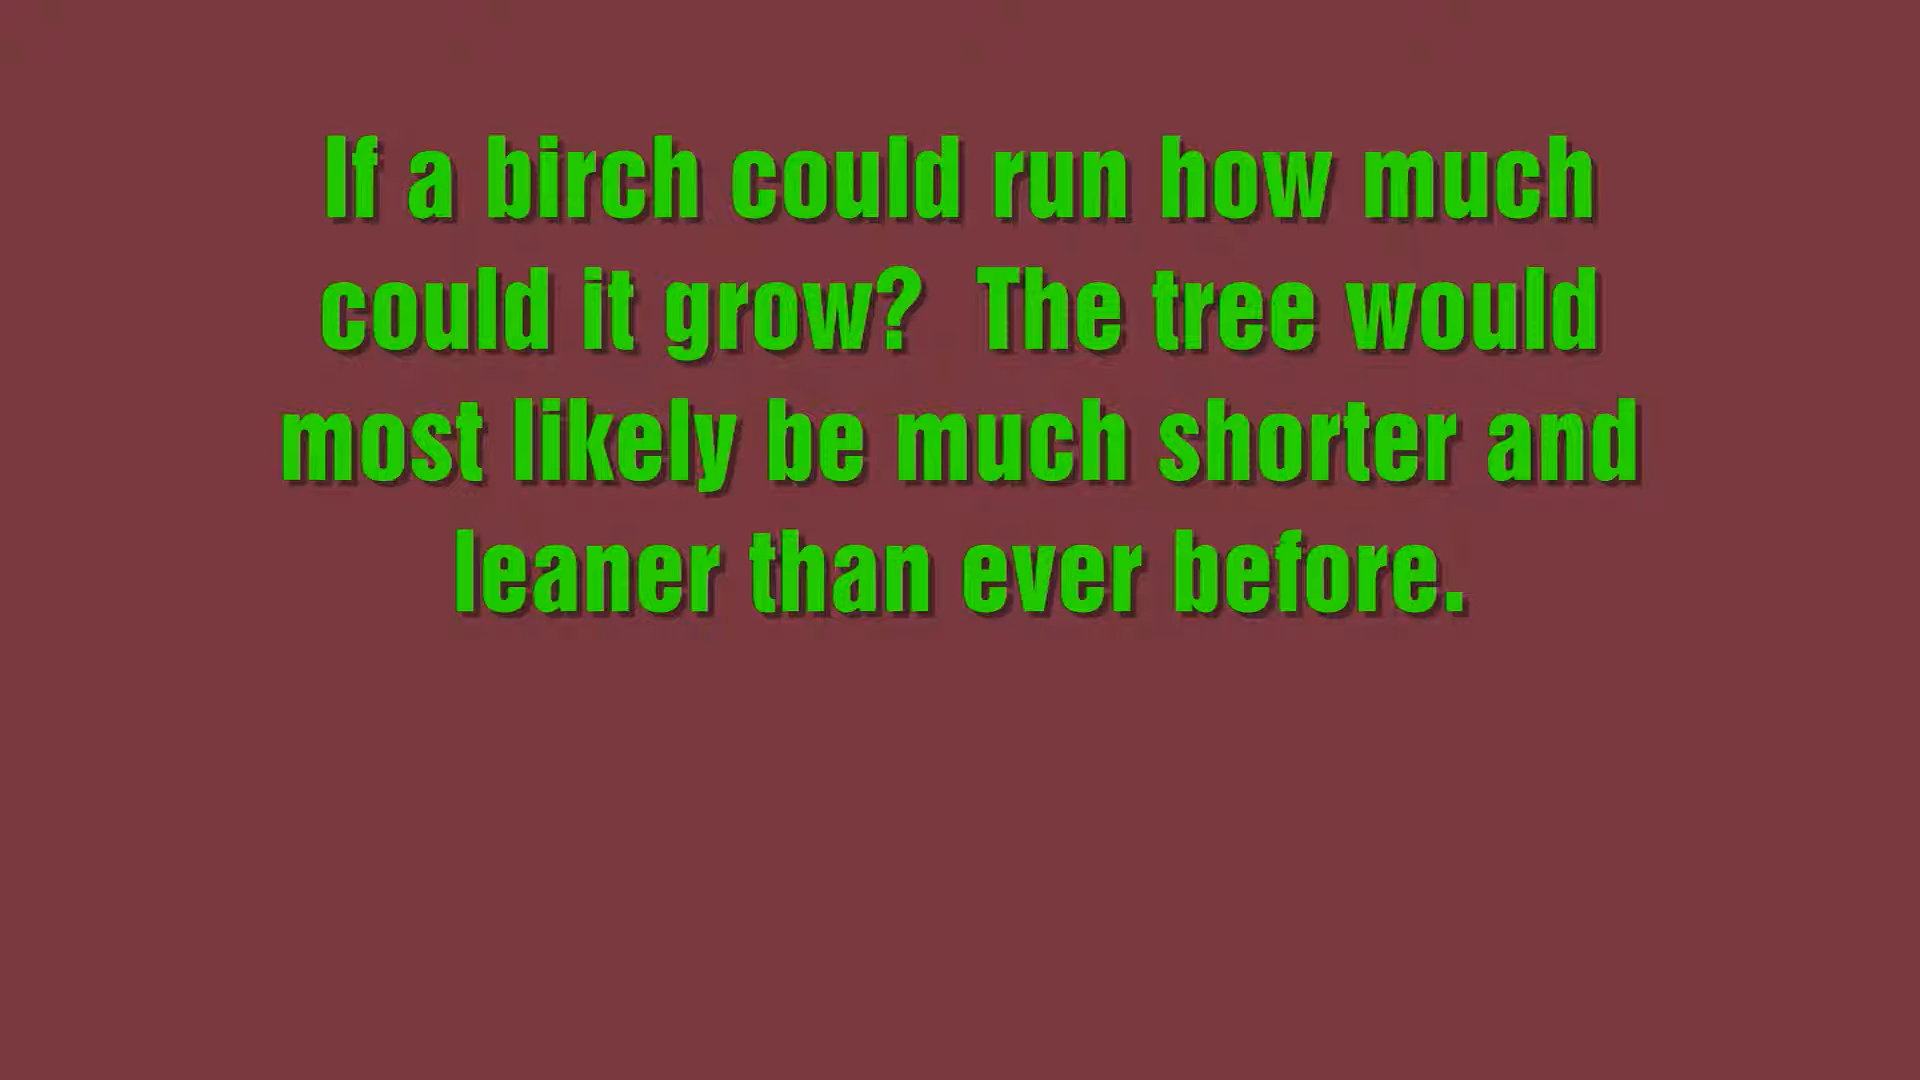 If a birch could run how much
could it grow?  The tree would
most likely be much shorter and
leaner than ever before.